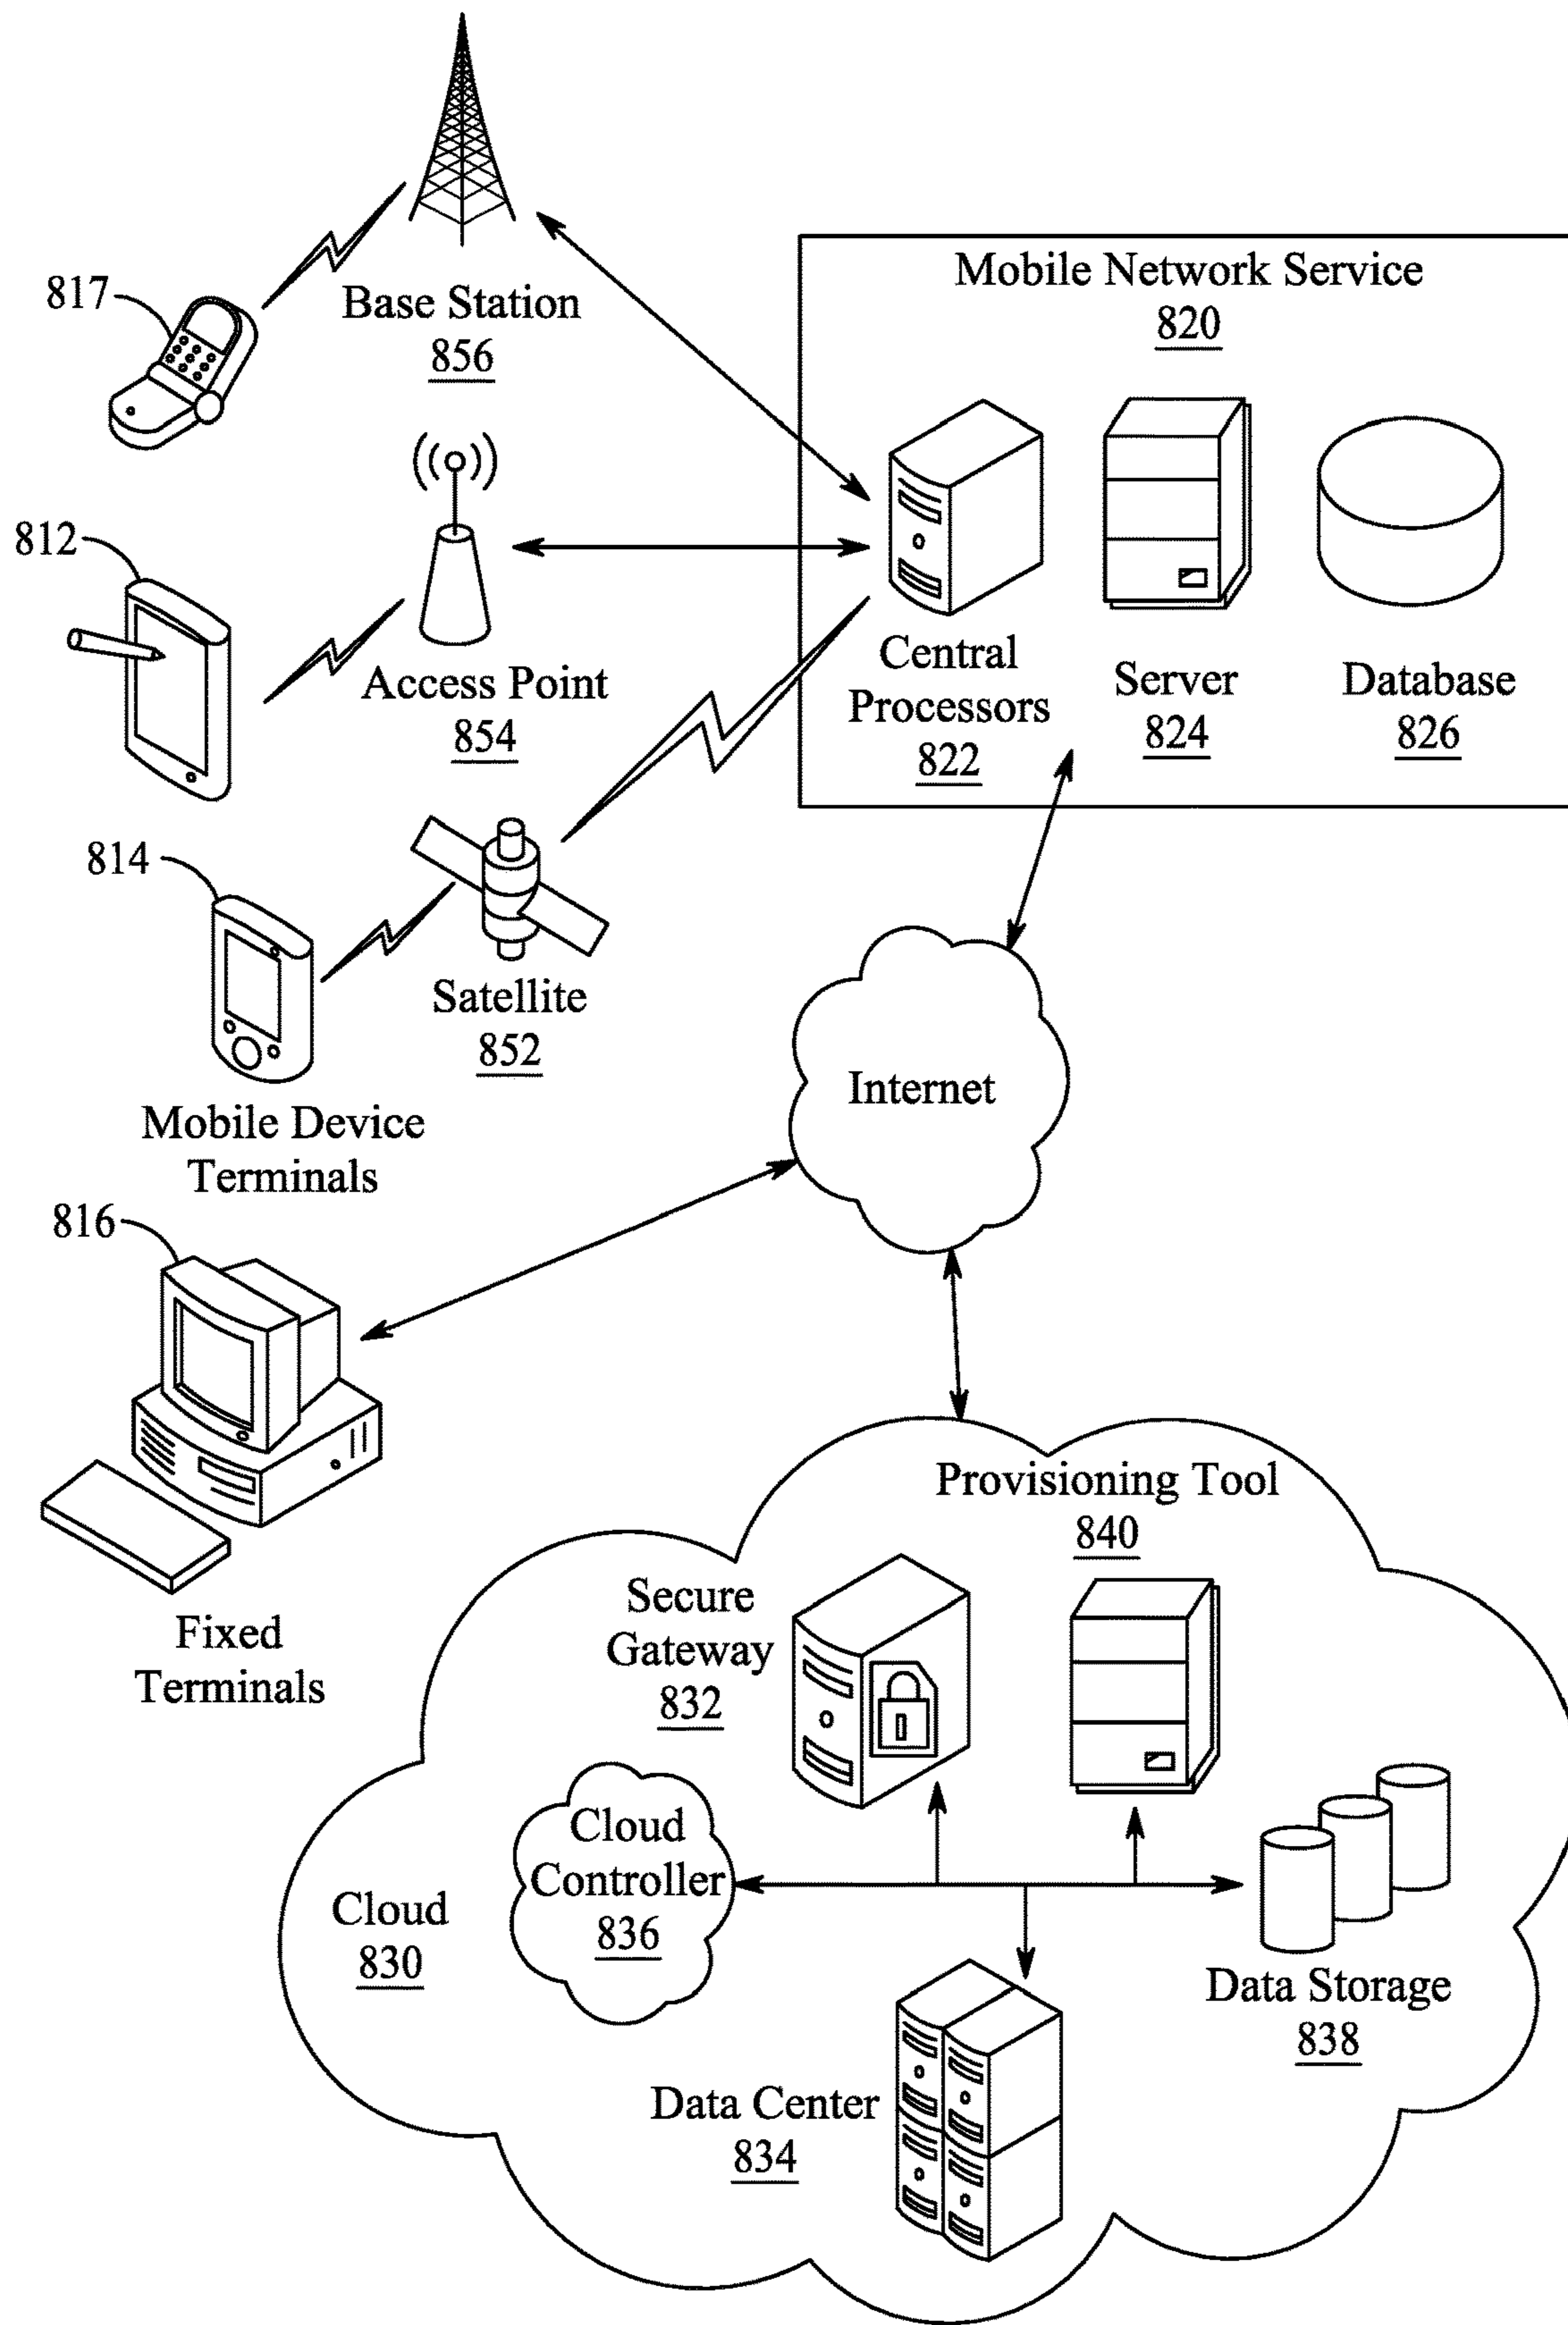 817
Base Station
856
Mobile Network Service
820
812
Access Point
854
Central
Processors
822
Server
824
Database
826
814
Satellite
852
Mobile Device
Terminals
Internet
816
Fixed
Terminals
Provisioning Tool
840
Secure
Gateway
832
Cloud
Controller
836
Cloud
830
Data Storage
838
Data Center
834